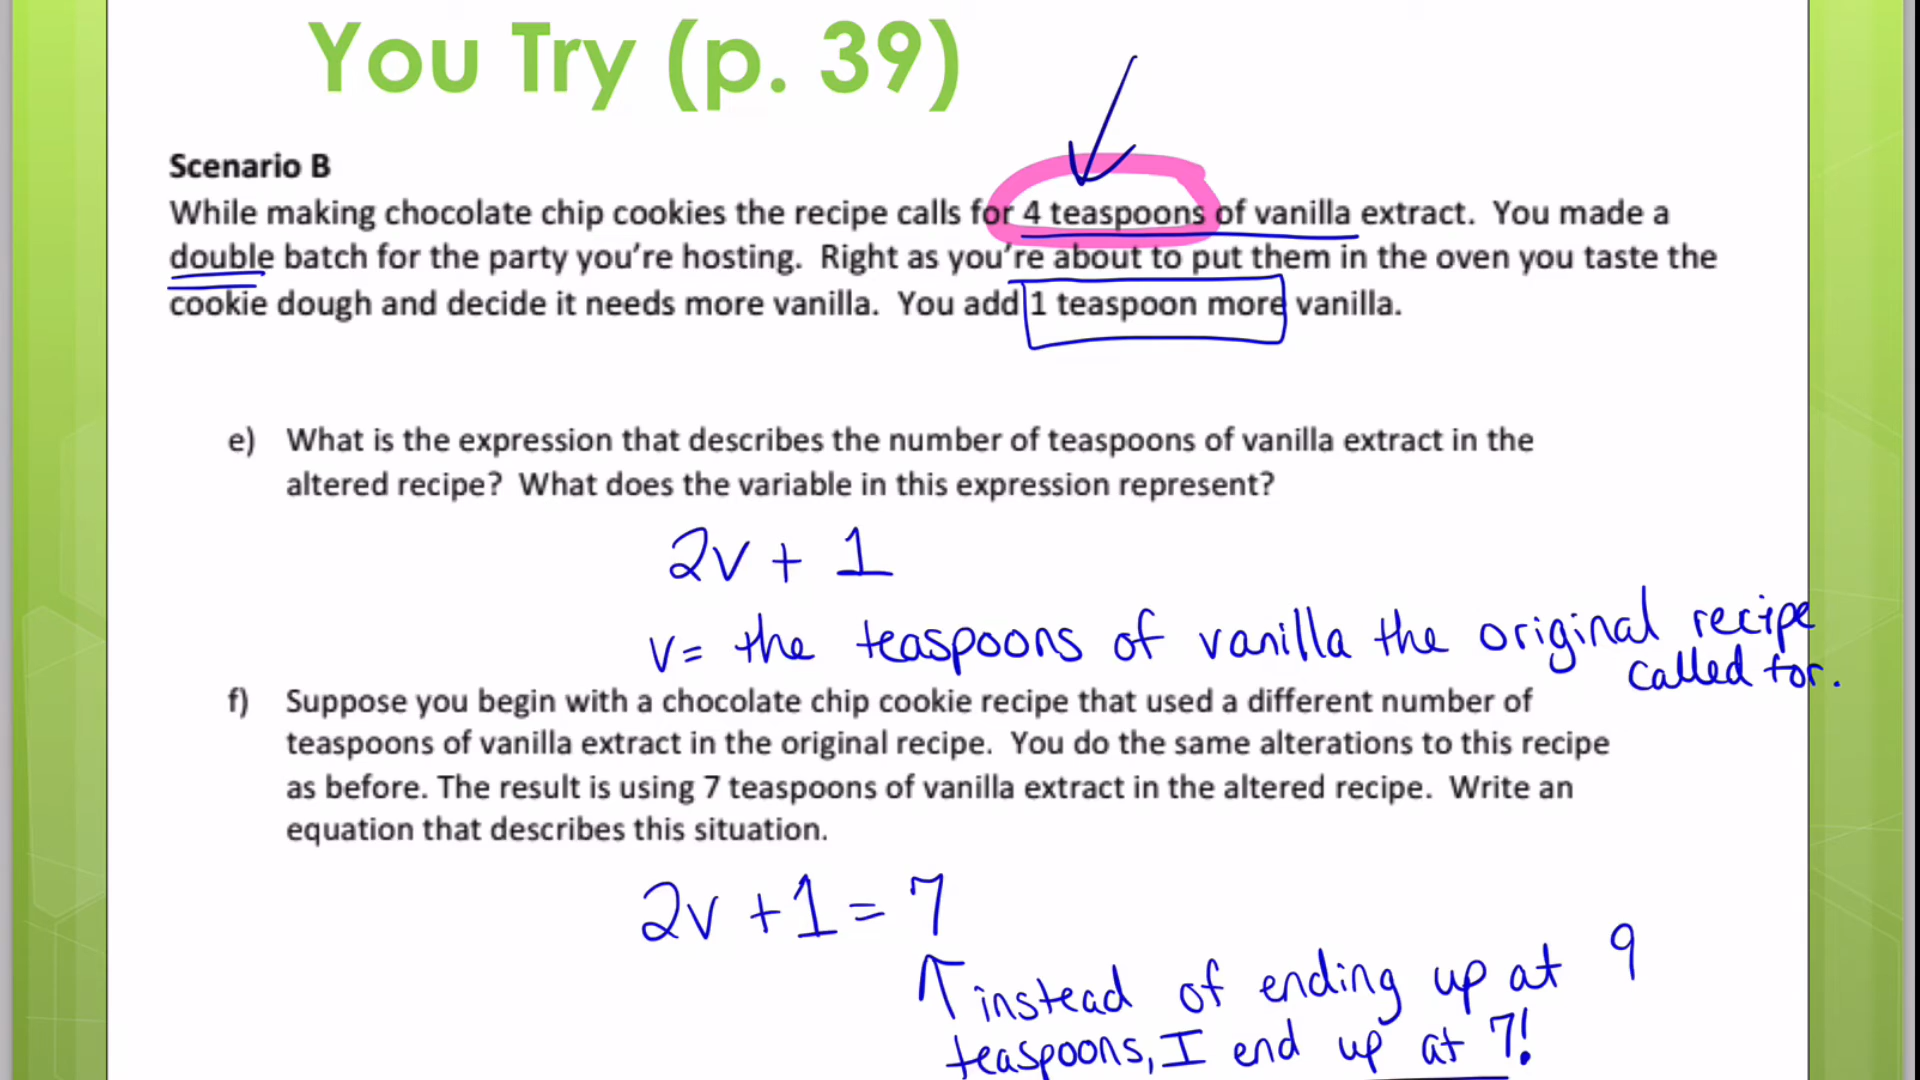 You Try (p. 39)
Scenario B
While making chocolate chip cookies the recipe calls for 4 teaspoons of vanilla extract. You made a
double batch for the party you're hosting. Right as you're about to put them in the oven you taste the
cookie dough and decide it needs more vanilla. You add 1 teaspoon more vanilla.
e) What is the expression that describes the number of teaspoons of vanilla extract in the
altered recipe? What does the variable in this expression represent?
2v + 1
v = the teaspoons of vanilla the original recipe
called for.
f) Suppose you begin with a chocolate chip cookie recipe that used a different number of
teaspoons of vanilla extract in the original recipe. You do the same alterations to this recipe
as before. The result is using 7 teaspoons of vanilla extract in the altered recipe. Write an
equation that describes this situation.
2v + 1 = 7
↑ instead of ending up at 9
teaspoons, I end up at 7!